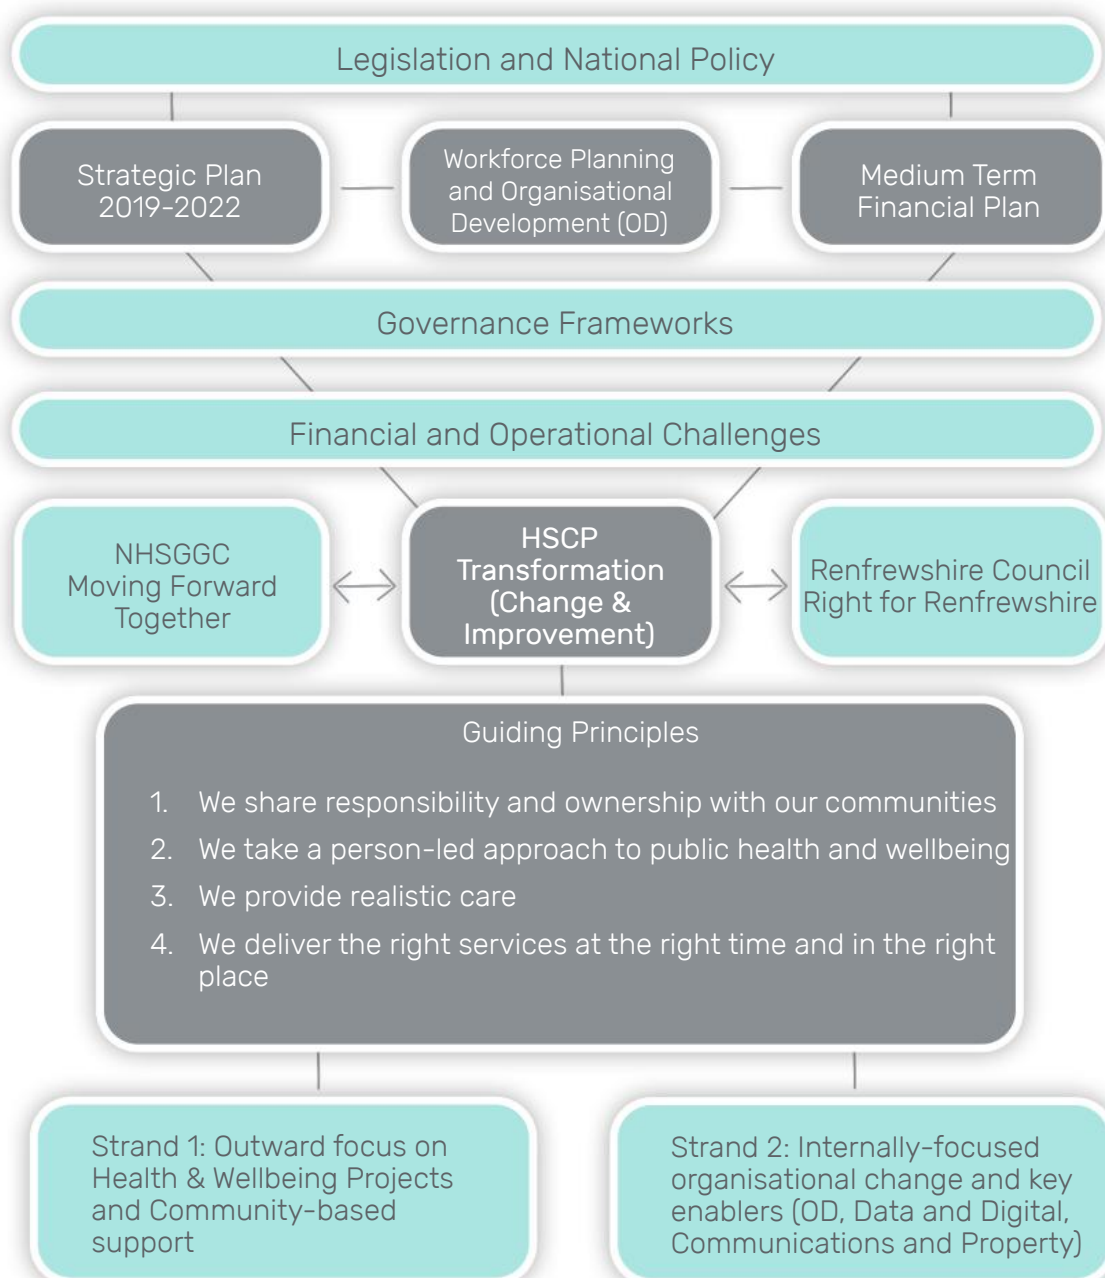 Legislation and National Policy
Strategic Plan
2019-2022
Workforce Planning
and Organisational
Development (OD)
Medium Term
Financial Plan
Governance Frameworks
Financial and Operational Challenges
NHSGGC
Moving Forward
Together
HSCP
Transformation
(Change &
Improvement)
Renfrewshire Council
Right for Renfrewshire
Guiding Principles
1. We share responsibility and ownership with our communities
2. We take a person-led approach to public health and wellbeing
3. We provide realistic care
4. We deliver the right services at the right time and in the right
place
Strand 1: Outward focus on
Health & Wellbeing Projects
and Community-based
support
Strand 2: Internally-focused
organisational change and key
enablers (OD, Data and Digital,
Communications and Property)